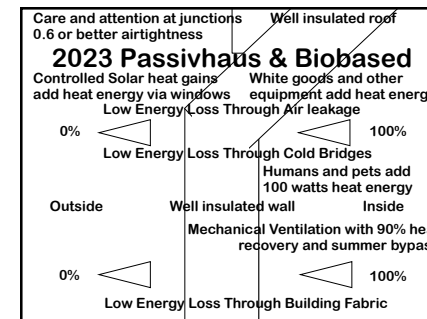 Care and attention at junctions
Well insulated roof
0.6 or better airtightness
2023 Passivhaus & Biobased
Controlled Solar heat gains
add heat energy via windows
White goods and other
equipment add heat energ
Low Energy Loss Through Air leakage
0%
100%
Low Energy Loss Through Cold Bridges
Humans and pets add
100 watts heat energy
Outside
Well insulated wall
Inside
Mechanical Ventilation with 90% he
recovery and summer bypas
0%
100%
Low Energy Loss Through Building Fabric